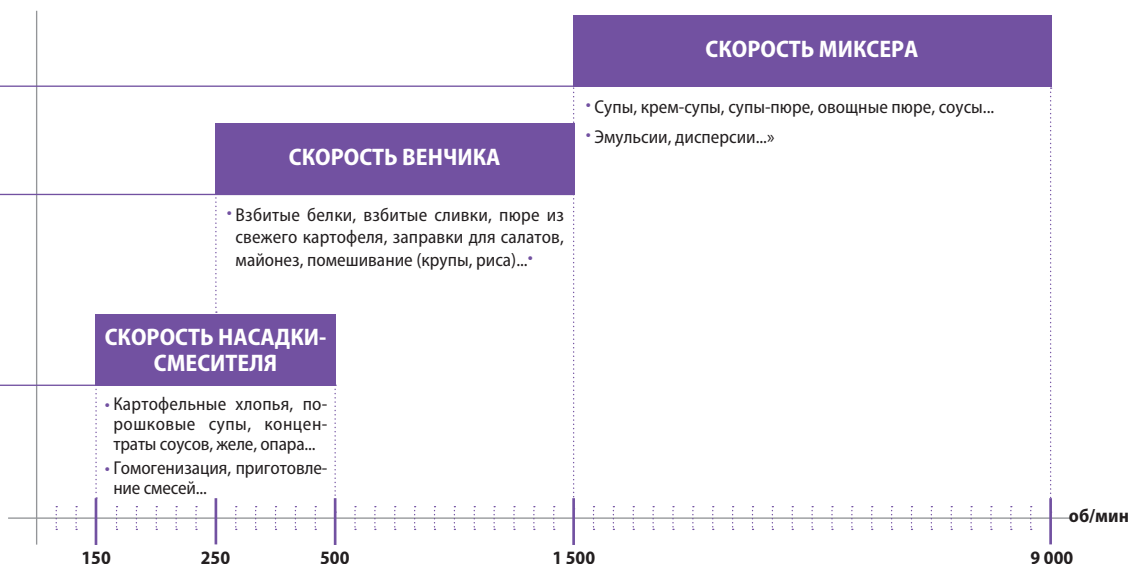 СКОРОСТЬ МИКСЕРА
• Супы, крем-супы, супы-пюре, овощные пюре, соусы...
• Эмульсии, дисперсии...»
СКОРОСТЬ ВЕНЧИКА
• Взбитые белки, взбитые сливки, пюре из
свежего картофеля, заправки для салатов,
майонез, помешивание (крупы, риса)...•
СКОРОСТЬ НАСАДКИ-
СМЕСИТЕЛЯ
• Картофельные хлопья, по-
рошковые супы, концен-
траты соусов, желе, опара...
• Гомогенизация, приготовле-
ние смесей...
об/мин
150 250 500 1 500 9 000